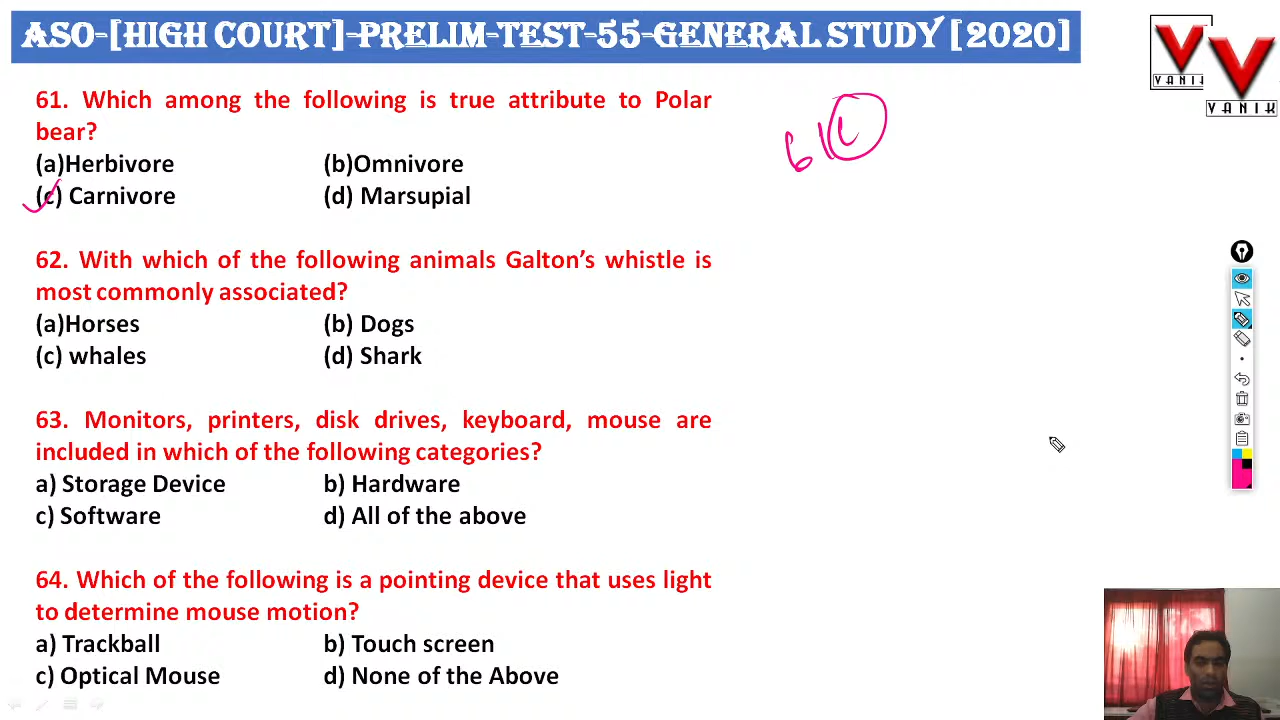 ASO-[HIGH COURT]-PRELIM-TEST-55-GENERAL STUDY [2020]
V V
VANIK
VANIK
61. Which among the following is true attribute to Polar
bear?
(a)Herbivore (b)Omnivore
(c) Carnivore (d) Marsupial
61
62. With which of the following animals Galton’s whistle is
most commonly associated?
(a)Horses (b) Dogs
(c) whales (d) Shark
63. Monitors, printers, disk drives, keyboard, mouse are
included in which of the following categories?
a) Storage Device b) Hardware
c) Software d) All of the above
64. Which of the following is a pointing device that uses light
to determine mouse motion?
a) Trackball b) Touch screen
c) Optical Mouse d) None of the Above